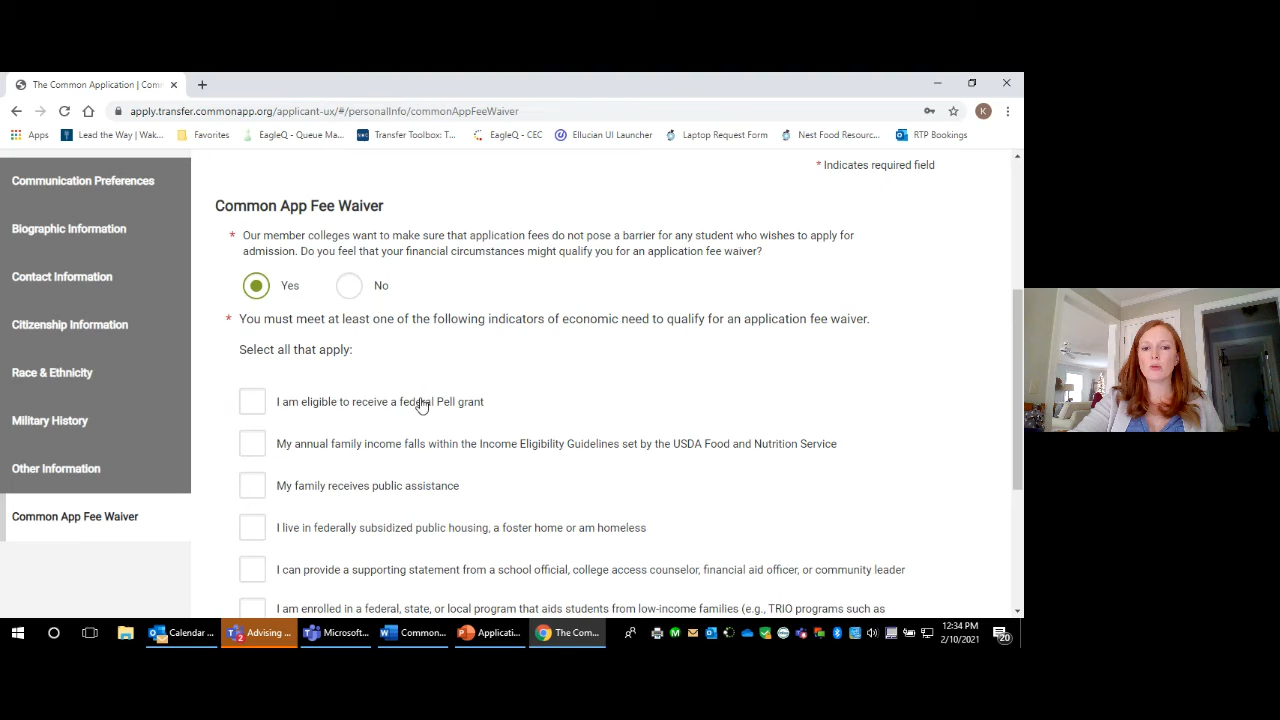 The Common Application | Com
apply.transfer.commonapp.org/applicant-ux/#/personalInfo/commonAppFeeWaiver
K
Apps
Lead the Way | Wak...
Favorites
EagleQ - Queue Ma...
Transfer Toolbox: T...
EagleQ - CEC
Ellucian UI Launcher
Laptop Request Form
Nest Food Resourc...
RTP Bookings
* Indicates required field
Communication Preferences
Biographic Information
Contact Information
Citizenship Information
Race & Ethnicity
Military History
Other Information
Common App Fee Waiver
Common App Fee Waiver
* Our member colleges want to make sure that application fees do not pose a barrier for any student who wishes to apply for
admission. Do you feel that your financial circumstances might qualify you for an application fee waiver?
Yes
No
* You must meet at least one of the following indicators of economic need to qualify for an application fee waiver.
Select all that apply:
I am eligible to receive a federal Pell grant
My annual family income falls within the Income Eligibility Guidelines set by the USDA Food and Nutrition Service
My family receives public assistance
I live in federally subsidized public housing, a foster home or am homeless
I can provide a supporting statement from a school official, college access counselor, financial aid officer, or community leader
I am enrolled in a federal, state, or local program that aids students from low-income families (e.g., TRIO programs such as
Calendar ...
Advising ...
Microsoft...
Common...
Applicati...
The Com...
12:34 PM
2/10/2021
20